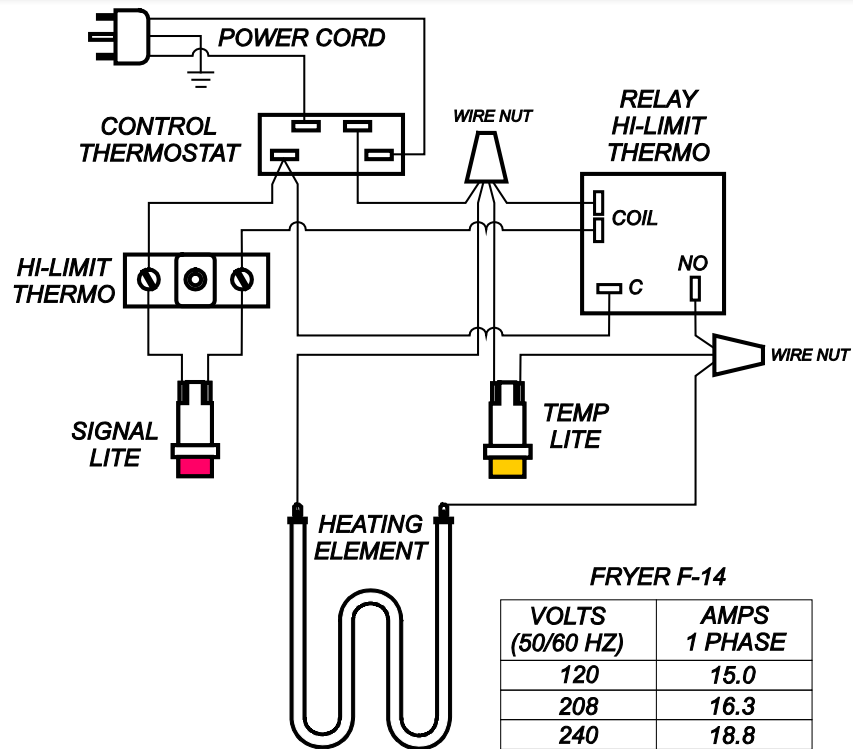 POWER CORD
CONTROL
THERMOSTAT
WIRE NUT
RELAY
HI-LIMIT
THERMO
COIL
NO
C
HI-LIMIT
THERMO
WIRE NUT
SIGNAL
LITE
TEMP
LITE
HEATING
ELEMENT
FRYER F-14
VOLTS
(50/60 HZ)
AMPS
1 PHASE
120 15.0
208 16.3
240 18.8